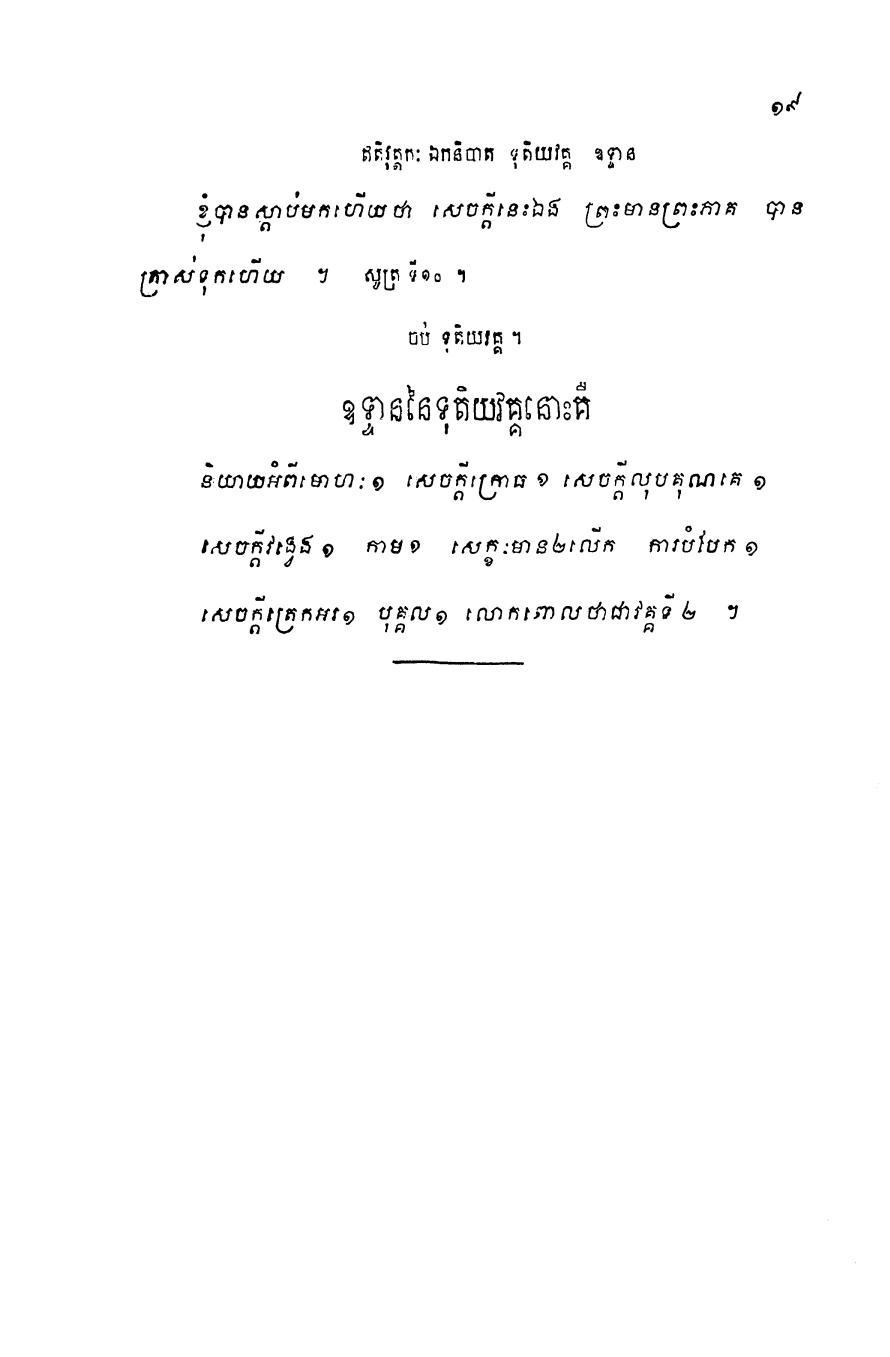 ១៩
ឥតិវុត្តកៈ ឯកនិបាត ទុតិយវគ្គ ឧទ្ទាន
ខ្ញុំបានស្តាប់មកហើយថា សេចក្តីនេះឯង ព្រះមានព្រះភាគ បាន
ត្រាស់ទុកហើយ ។ សូត្រ ទី១០ ។
ចប់ ទុតិយវគ្គ ។
ឧទ្ទាននៃទុតិយវគ្គនោះគឺ
និយាយអំពីមោហៈ ១ សេចក្តីក្រោធ ១ សេចក្តីលុបគុណគេ ១
សេចក្តីវង្វេង ១ កាម ១ សេក្ខៈមាន២លើក ការបំបែក ១
សេចក្តីត្រេកអរ ១ បុគ្គល ១ លោកពោលថាជាវគ្គទី ២ ។